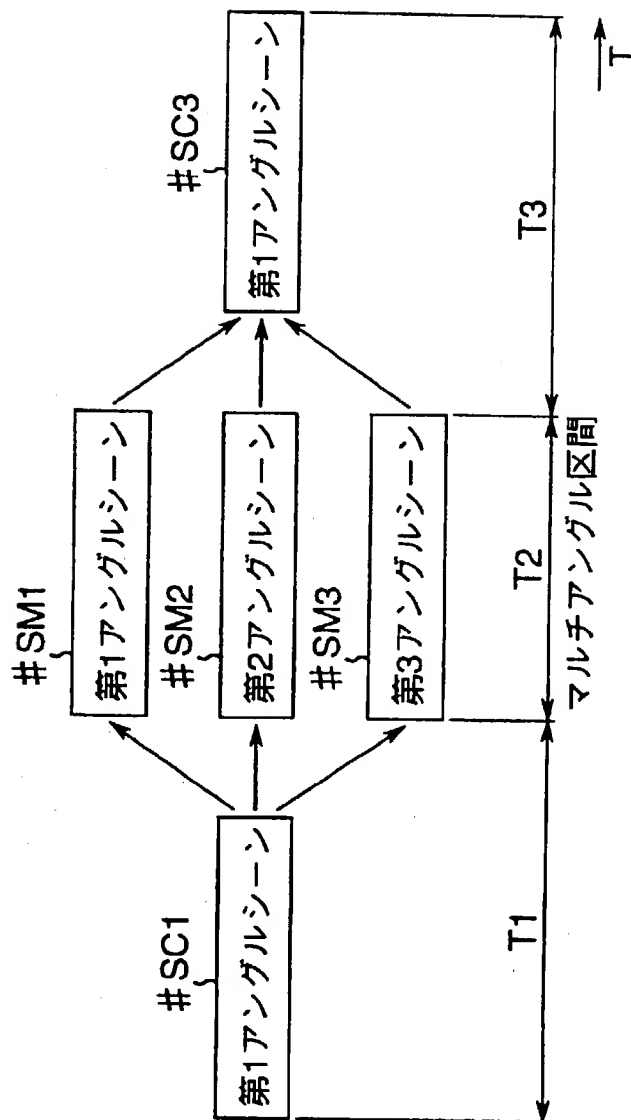 #SC1
第1アングルシーン
#SM1
第1アングルシーン
#SM2
第2アングルシーン
#SM3
第3アングルシーン
#SC3
第1アングルシーン
T1
T2
T3
マルチアングル区間
T